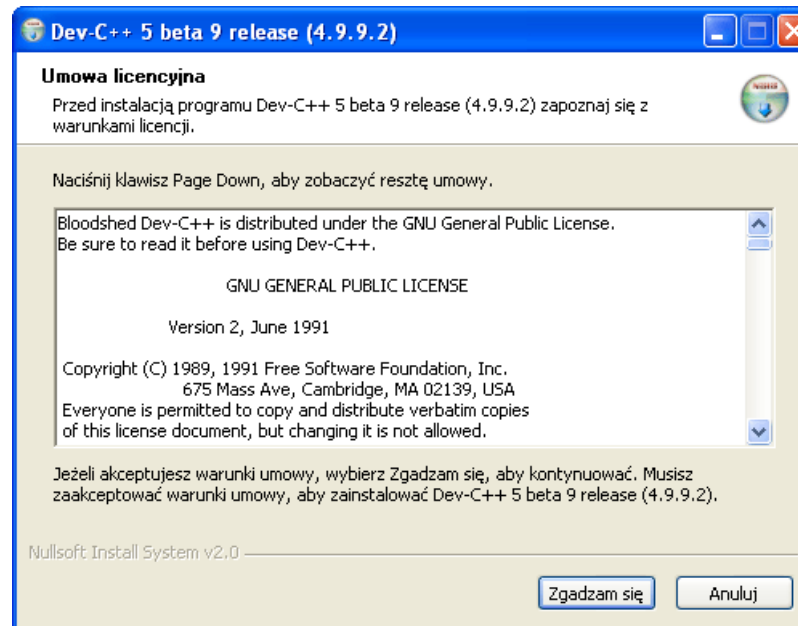 Dev-C++ 5 beta 9 release (4.9.9.2)
Umowa licencyjna
Przed instalacją programu Dev-C++ 5 beta 9 release (4.9.9.2) zapoznaj się z
warunkami licencji.
Naciśnij klawisz Page Down, aby zobaczyć resztę umowy.
Bloodshed Dev-C++ is distributed under the GNU General Public License.
Be sure to read it before using Dev-C++.
GNU GENERAL PUBLIC LICENSE
Version 2, June 1991
Copyright (C) 1989, 1991 Free Software Foundation, Inc.
675 Mass Ave, Cambridge, MA 02139, USA
Everyone is permitted to copy and distribute verbatim copies
of this license document, but changing it is not allowed.
Jeżeli akceptujesz warunki umowy, wybierz Zgadzam się, aby kontynuować. Musisz
zaakceptować warunki umowy, aby zainstalować Dev-C++ 5 beta 9 release (4.9.9.2).
Nullsoft Install System v2.0
Zgadzam się
Anuluj